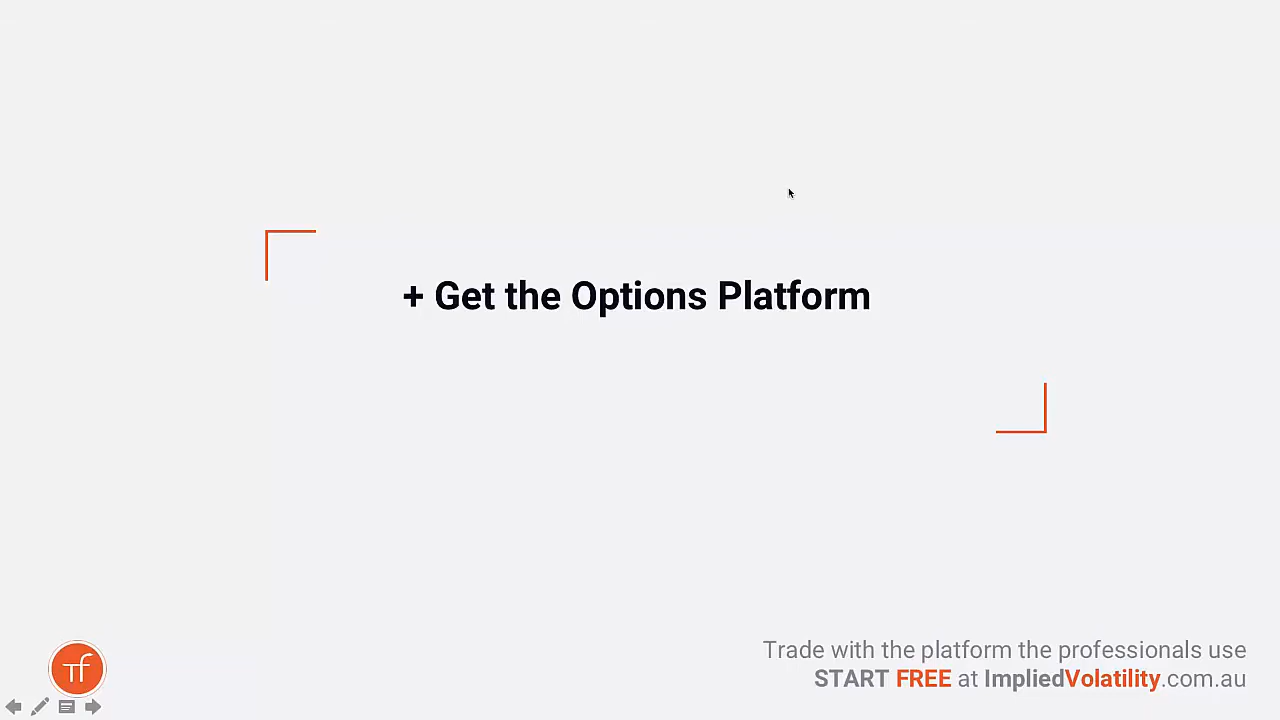 + Get the Options Platform
Trade with the platform the professionals use
START FREE at ImpliedVolatility.com.au